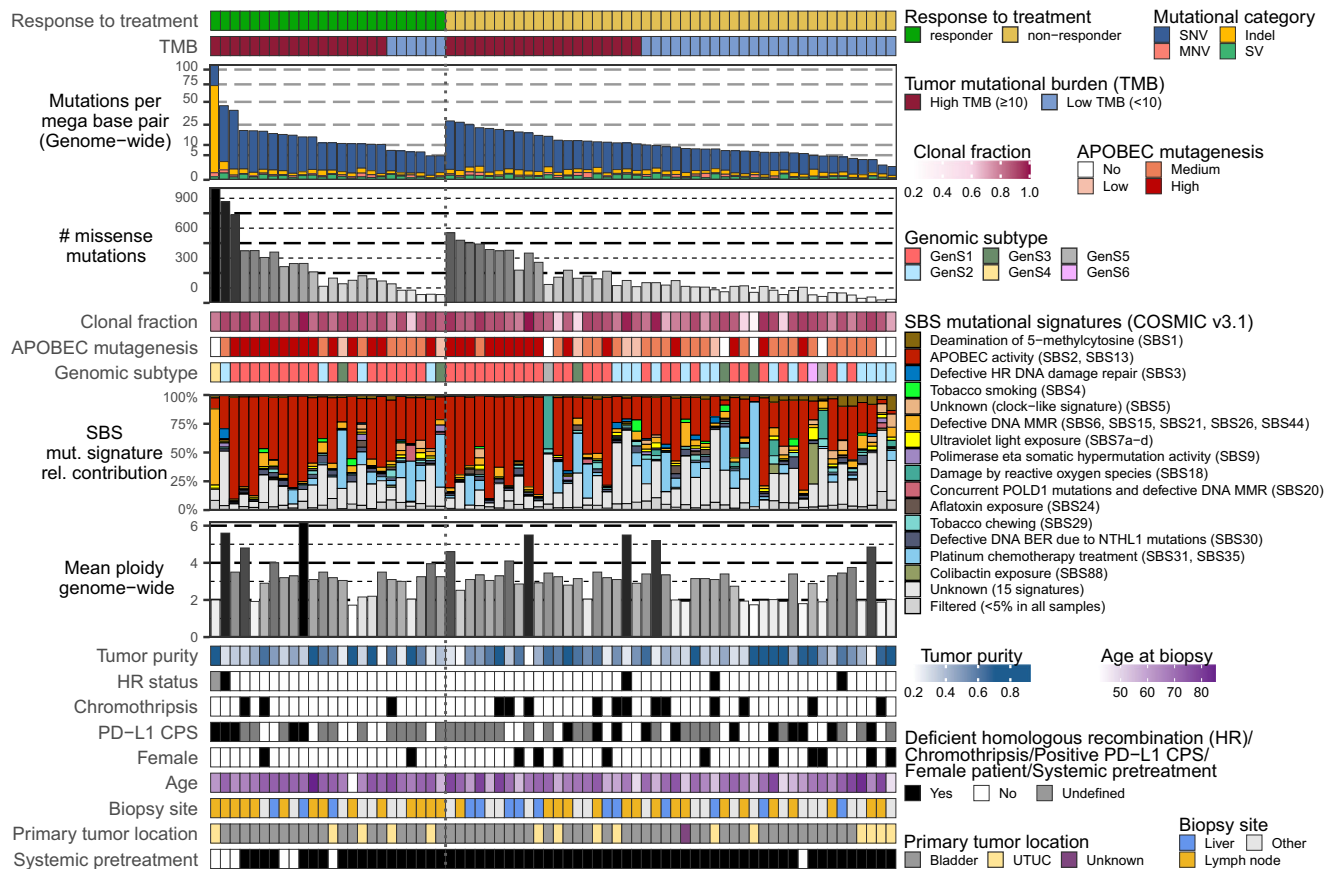 Response to treatment
TMB
Mutations per
mega base pair
(Genome−wide)
100
75
50
25
10
5
0
# missense
mutations
900
600
300
0
Clonal fraction
APOBEC mutagenesis
Genomic subtype
SBS
mut. signature
rel. contribution
100%
75%
50%
25%
0%
Mean ploidy
genome−wide
6
4
2
0
Tumor purity
HR status
Chromothripsis
PD−L1 CPS
Female
Age
Biopsy site
Primary tumor location
Systemic pretreatment
Response to treatment
responder
non−responder
Mutational category
SNV
Indel
MNV
SV
Tumor mutational burden (TMB)
High TMB (≥10)
Low TMB (<10)
Clonal fraction
0.2 0.4 0.6 0.8 1.0
APOBEC mutagenesis
No
Medium
Low
High
Genomic subtype
GenS1
GenS3
GenS5
GenS2
GenS4
GenS6
SBS mutational signatures (COSMIC v3.1)
Deamination of 5−methylcytosine (SBS1)
APOBEC activity (SBS2, SBS13)
Defective HR DNA damage repair (SBS3)
Tobacco smoking (SBS4)
Unknown (clock−like signature) (SBS5)
Defective DNA MMR (SBS6, SBS15, SBS21, SBS26, SBS44)
Ultraviolet light exposure (SBS7a−d)
Polimerase eta somatic hypermutation activity (SBS9)
Damage by reactive oxygen species (SBS18)
Concurrent POLD1 mutations and defective DNA MMR (SBS20)
Aflatoxin exposure (SBS24)
Tobacco chewing (SBS29)
Defective DNA BER due to NTHL1 mutations (SBS30)
Platinum chemotherapy treatment (SBS31, SBS35)
Colibactin exposure (SBS88)
Unknown (15 signatures)
Filtered (<5% in all samples)
Tumor purity
0.2 0.4 0.6 0.8
Age at biopsy
50 60 70 80
Deficient homologous recombination (HR)/
Chromothripsis/Positive PD−L1 CPS/
Female patient/Systemic pretreatment
Yes
No
Undefined
Primary tumor location
Bladder
UTUC
Unknown
Biopsy site
Liver
Other
Lymph node